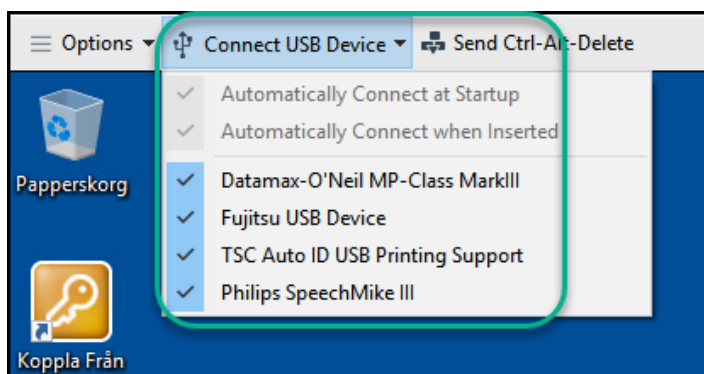 Options
Connect USB Device
Send Ctrl-Alt-Delete
Automatically Connect at Startup
Automatically Connect when Inserted
Papperskorg
Datamax-O'Neil MP-Class MarkIII
Fujitsu USB Device
TSC Auto ID USB Printing Support
Philips SpeechMike III
Koppla Från